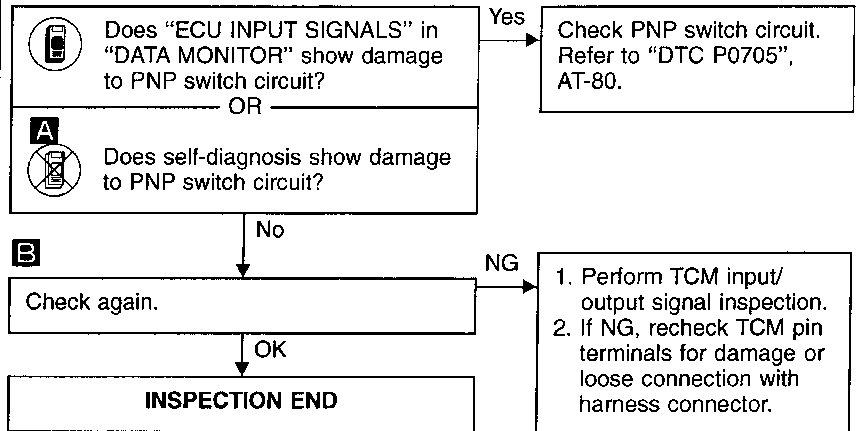 Does “ECU INPUT SIGNALS” in
“DATA MONITOR” show damage
to PNP switch circuit?
OR
A
Does self-diagnosis show damage
to PNP switch circuit?
Yes
Check PNP switch circuit.
Refer to “DTC P0705”,
AT-80.
No
B
Check again.
NG
1. Perform TCM input/
output signal inspection.
2. If NG, recheck TCM pin
terminals for damage or
loose connection with
harness connector.
OK
INSPECTION END